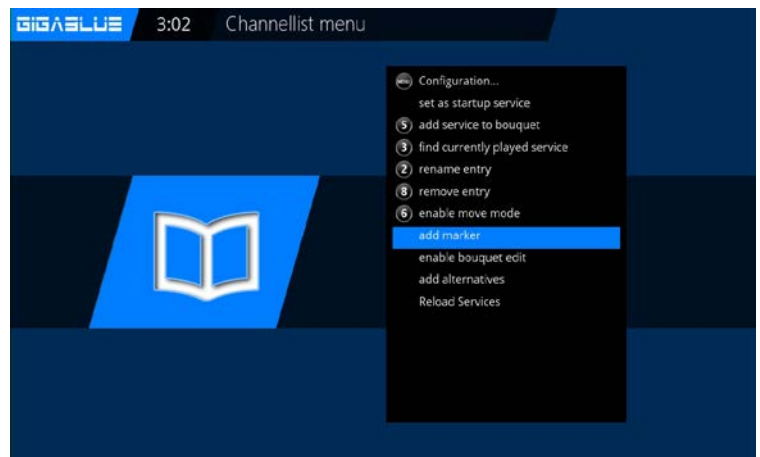 GIGABLUE 3:02 Channellist menu
MENU Configuration...
set as startup service
5 add service to bouquet
3 find currently played service
2 rename entry
8 remove entry
6 enable move mode
add marker
enable bouquet edit
add alternatives
Reload Services